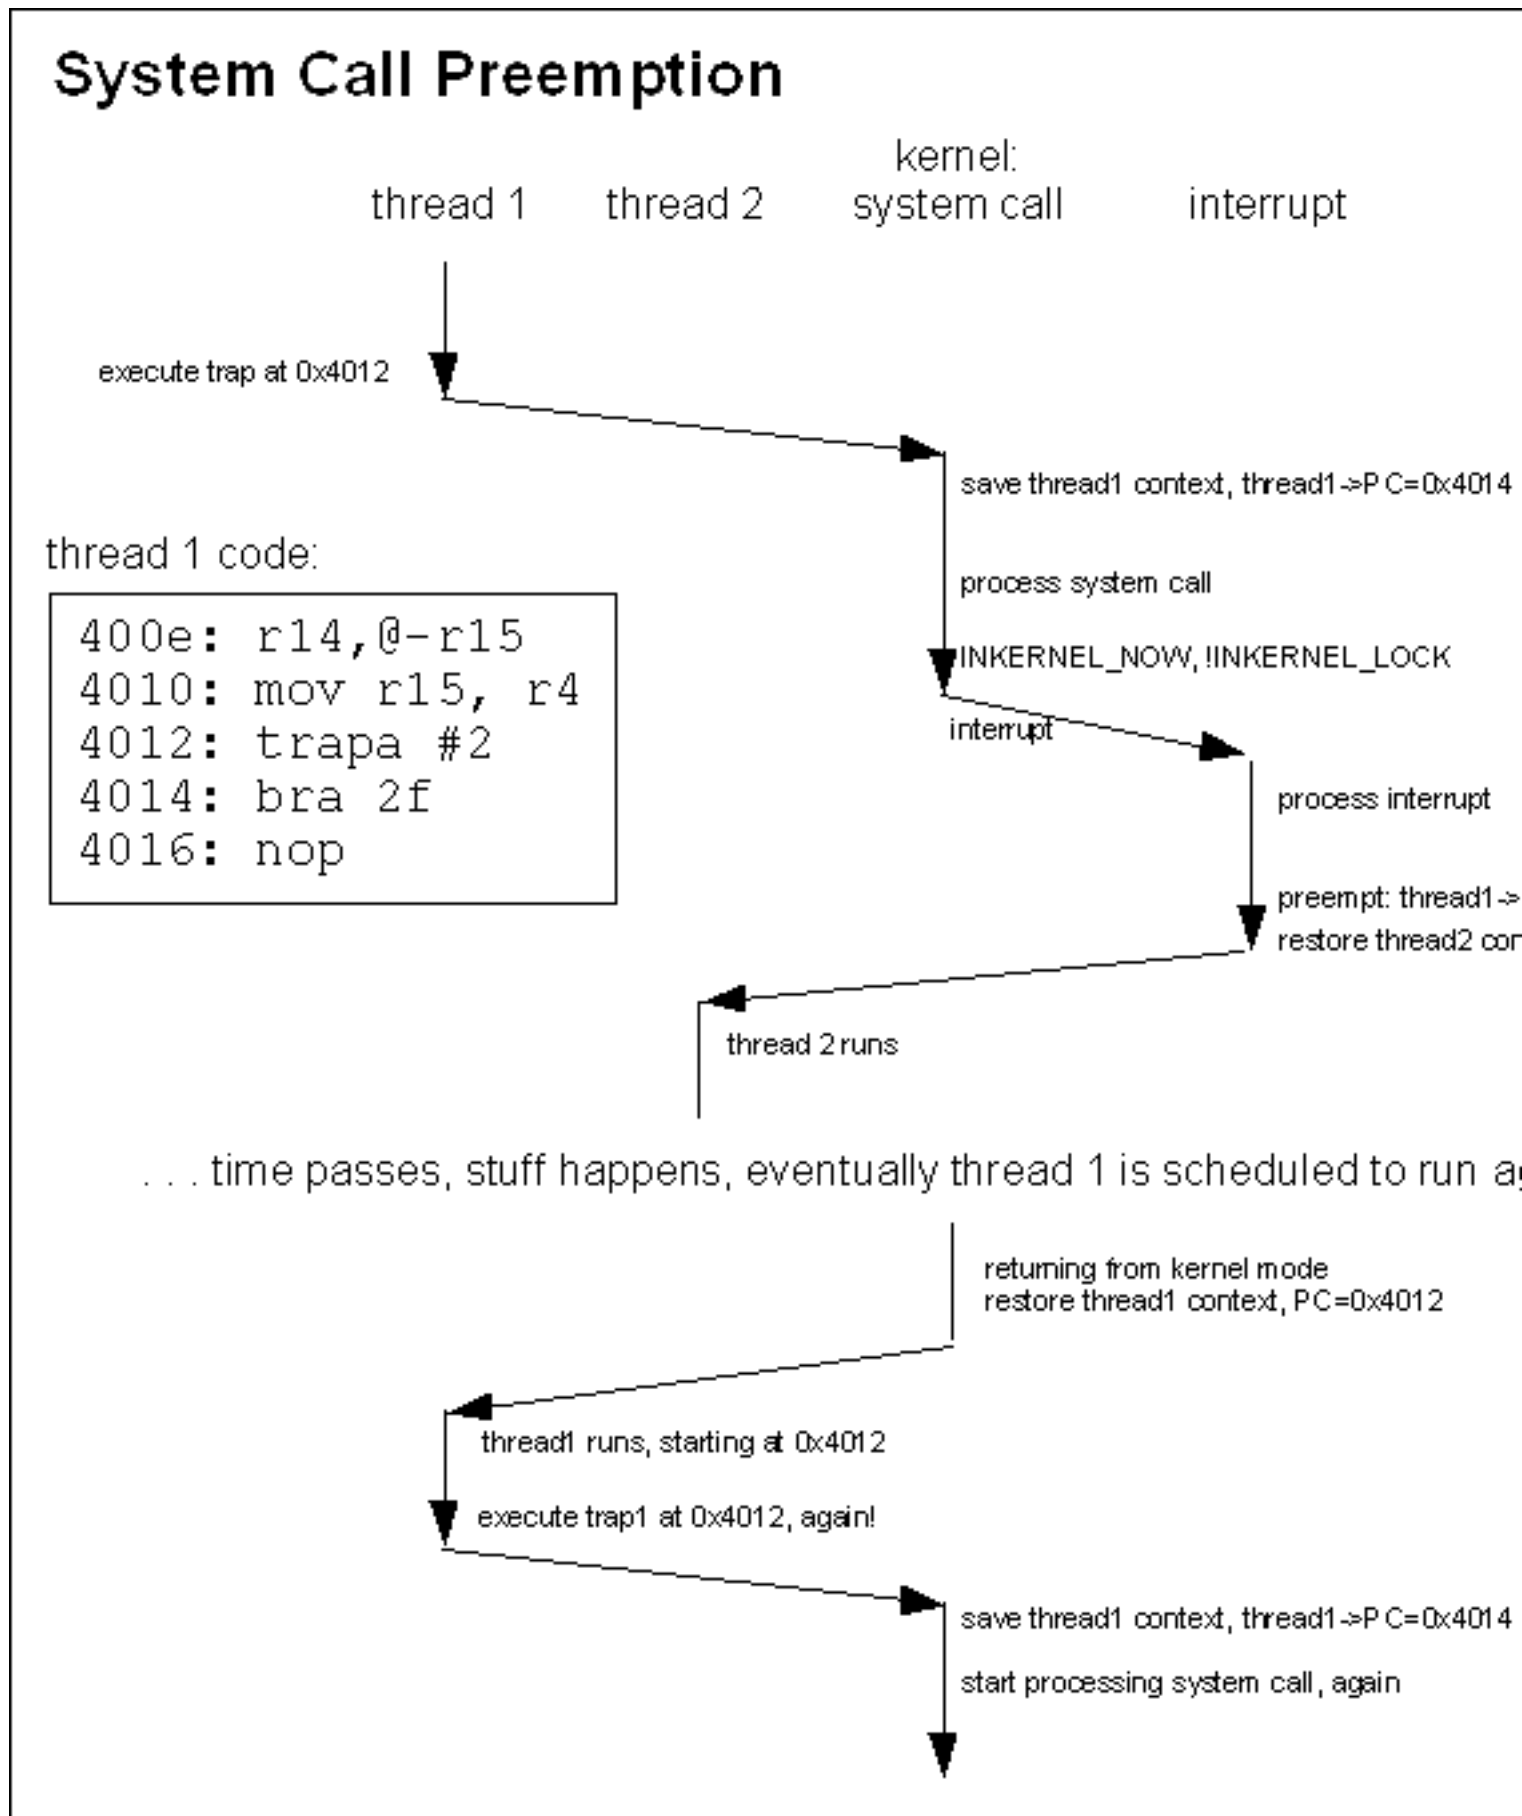 System Call Preemption
kernel:
thread 1 thread 2 system call interrupt
execute trap at 0x4012
save thread1 context, thread1->PC=0x4014
thread 1 code:
process system call
400e: r14,@-r15
4010: mov r15, r4
4012: trapa #2
4014: bra 2f
4016: nop
INKERNEL_NOW, !INKERNEL_LOCK
interrupt
process interrupt
preempt: thread1->
restore thread2
thread 2 runs
. . . time passes, stuff happens, eventually thread 1 is scheduled to run
returning from kernel mode
restore thread1 context, PC=0x4012
thread1 runs, starting at 0x4012
execute trap1 at 0x4012, again!
save thread1 context, thread1->PC=0x4014
start processing system call, again